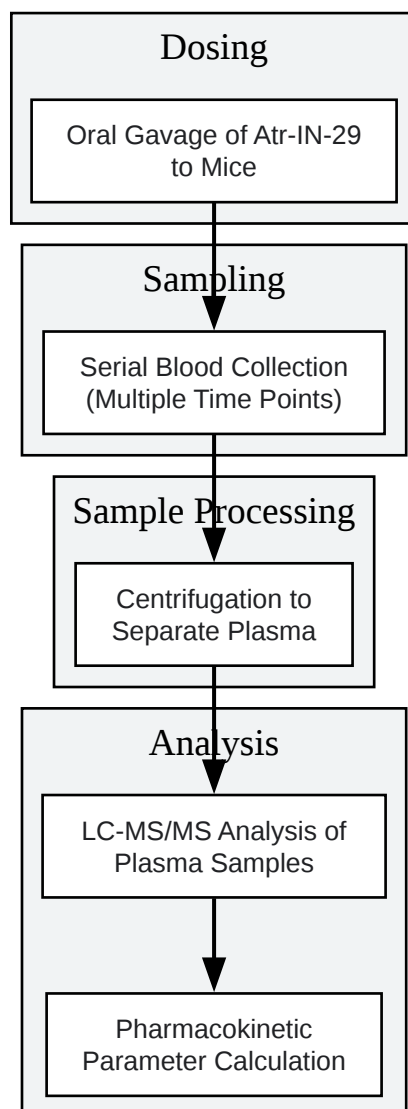 Dosing
Oral Gavage of Atr-IN-29
to Mice
Sampling
Serial Blood Collection
(Multiple Time Points)
Sample Processing
Centrifugation to
Separate Plasma
Analysis
LC-MS/MS Analysis of
Plasma Samples
Pharmacokinetic
Parameter Calculation